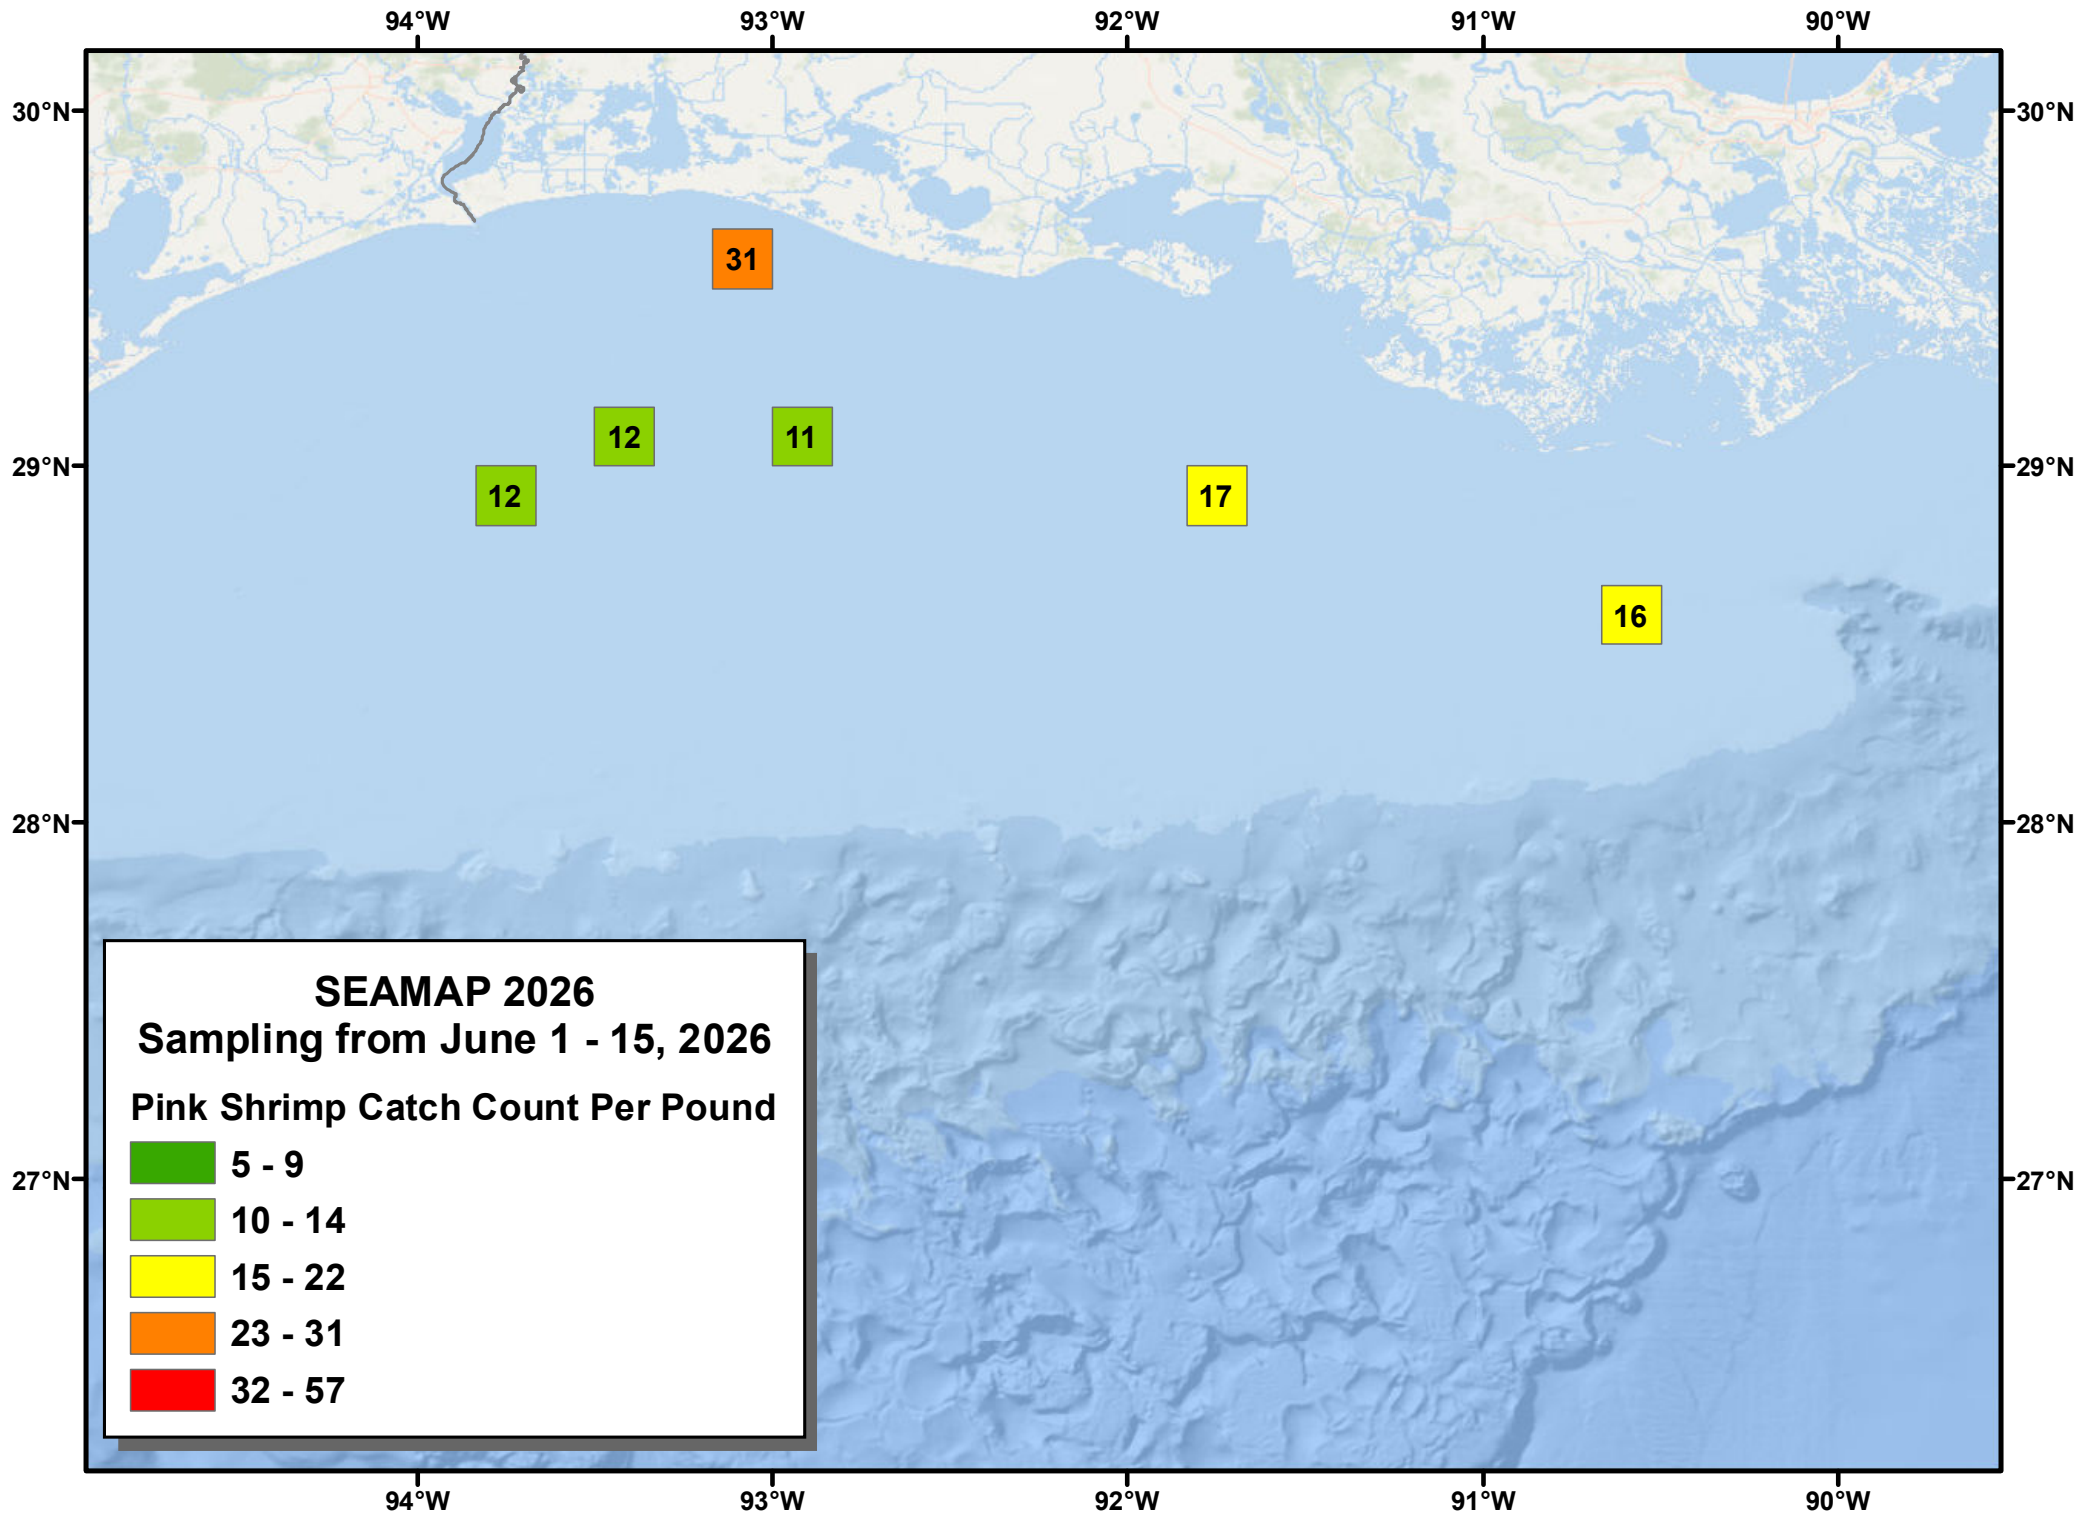 94°W 93°W 92°W 91°W 90°W
30°N 30°N
31
12 11
29°N 29°N
12 17
16
28°N 28°N
SEAMAP 2026
Sampling from June 1 - 15, 2026
Pink Shrimp Catch Count Per Pound
5 - 9
27°N 27°N
10 - 14
15 - 22
23 - 31
32 - 57
94°W 93°W 92°W 91°W 90°W